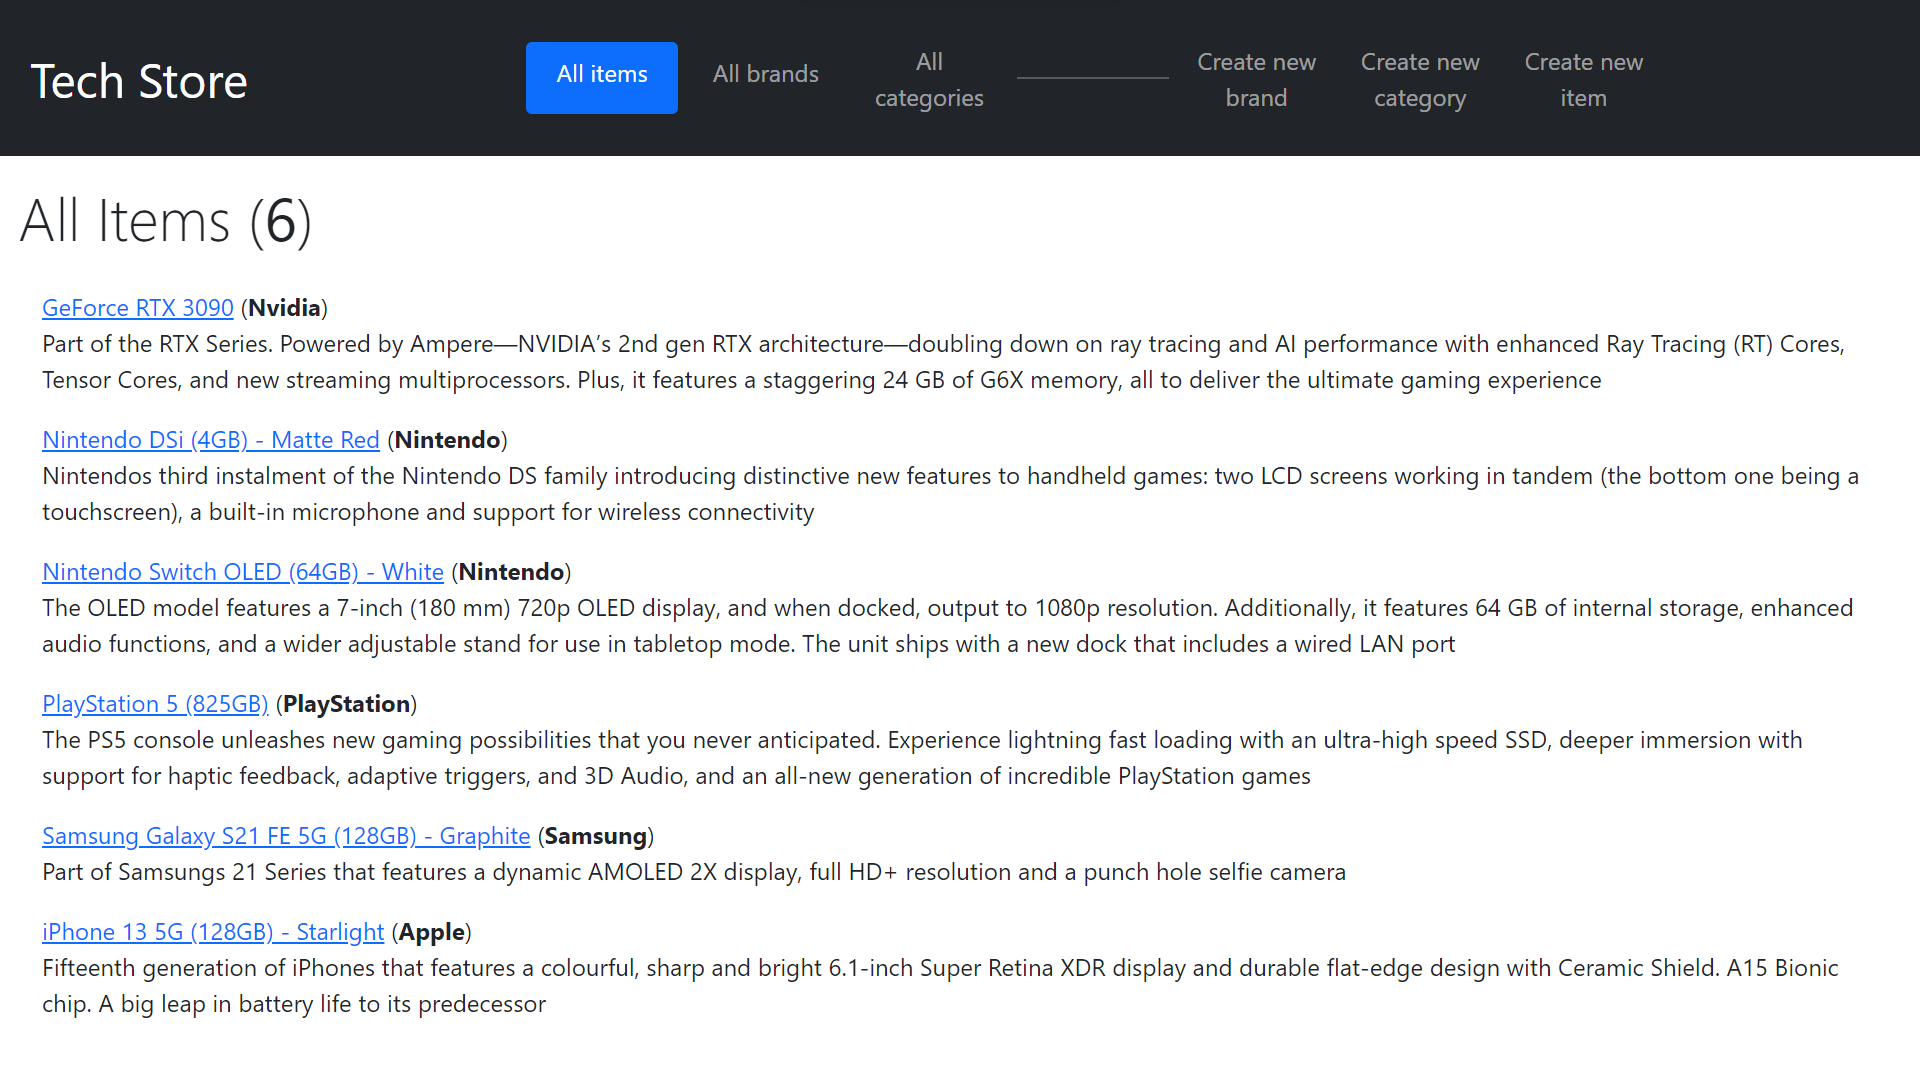 Tech Store
All items
All brands
All
categories
Create new
brand
Create new
category
Create new
item
All Items (6)
GeForce RTX 3090 (Nvidia)
Part of the RTX Series. Powered by Ampere—NVIDIA’s 2nd gen RTX architecture—doubling down on ray tracing and AI performance with enhanced Ray Tracing (RT) Cores,
Tensor Cores, and new streaming multiprocessors. Plus, it features a staggering 24 GB of G6X memory, all to deliver the ultimate gaming experience
Nintendo DSi (4GB) - Matte Red (Nintendo)
Nintendos third instalment of the Nintendo DS family introducing distinctive new features to handheld games: two LCD screens working in tandem (the bottom one being a
touchscreen), a built-in microphone and support for wireless connectivity
Nintendo Switch OLED (64GB) - White (Nintendo)
The OLED model features a 7-inch (180 mm) 720p OLED display, and when docked, output to 1080p resolution. Additionally, it features 64 GB of internal storage, enhanced
audio functions, and a wider adjustable stand for use in tabletop mode. The unit ships with a new dock that includes a wired LAN port
PlayStation 5 (825GB) (PlayStation)
The PS5 console unleashes new gaming possibilities that you never anticipated. Experience lightning fast loading with an ultra-high speed SSD, deeper immersion with
support for haptic feedback, adaptive triggers, and 3D Audio, and an all-new generation of incredible PlayStation games
Samsung Galaxy S21 FE 5G (128GB) - Graphite (Samsung)
Part of Samsungs 21 Series that features a dynamic AMOLED 2X display, full HD+ resolution and a punch hole selfie camera
iPhone 13 5G (128GB) - Starlight (Apple)
Fifteenth generation of iPhones that features a colourful, sharp and bright 6.1-inch Super Retina XDR display and durable flat-edge design with Ceramic Shield. A15 Bionic
chip. A big leap in battery life to its predecessor